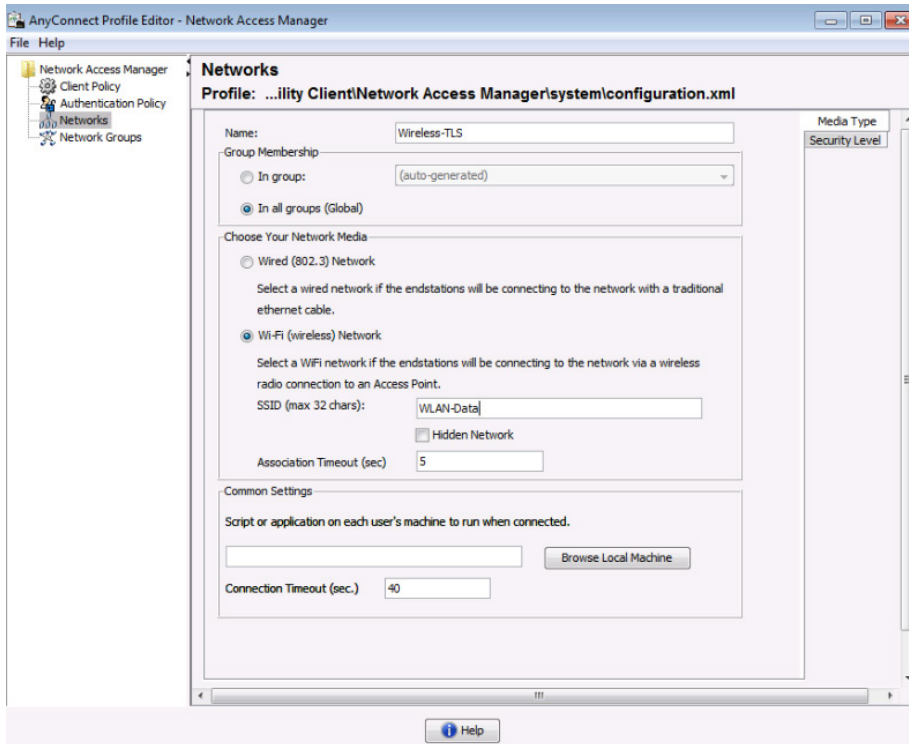 AnyConnect Profile Editor - Network Access Manager
File Help
Network Access Manager
Client Policy
Authentication Policy
Networks
Network Groups
Networks
Profile: ...ility Client\Network Access Manager\system\configuration.xml
Media Type
Security Level
Name: Wireless-TLS
Group Membership
In group: (auto-generated)
In all groups (Global)
Choose Your Network Media
Wired (802.3) Network
Select a wired network if the endstations will be connecting to the network with a traditional
ethernet cable.
Wi-Fi (wireless) Network
Select a WiFi network if the endstations will be connecting to the network via a wireless
radio connection to an Access Point.
SSID (max 32 chars): WLAN-Data
Hidden Network
Association Timeout (sec) 5
Common Settings
Script or application on each user's machine to run when connected.
Browse Local Machine
Connection Timeout (sec.) 40
Help